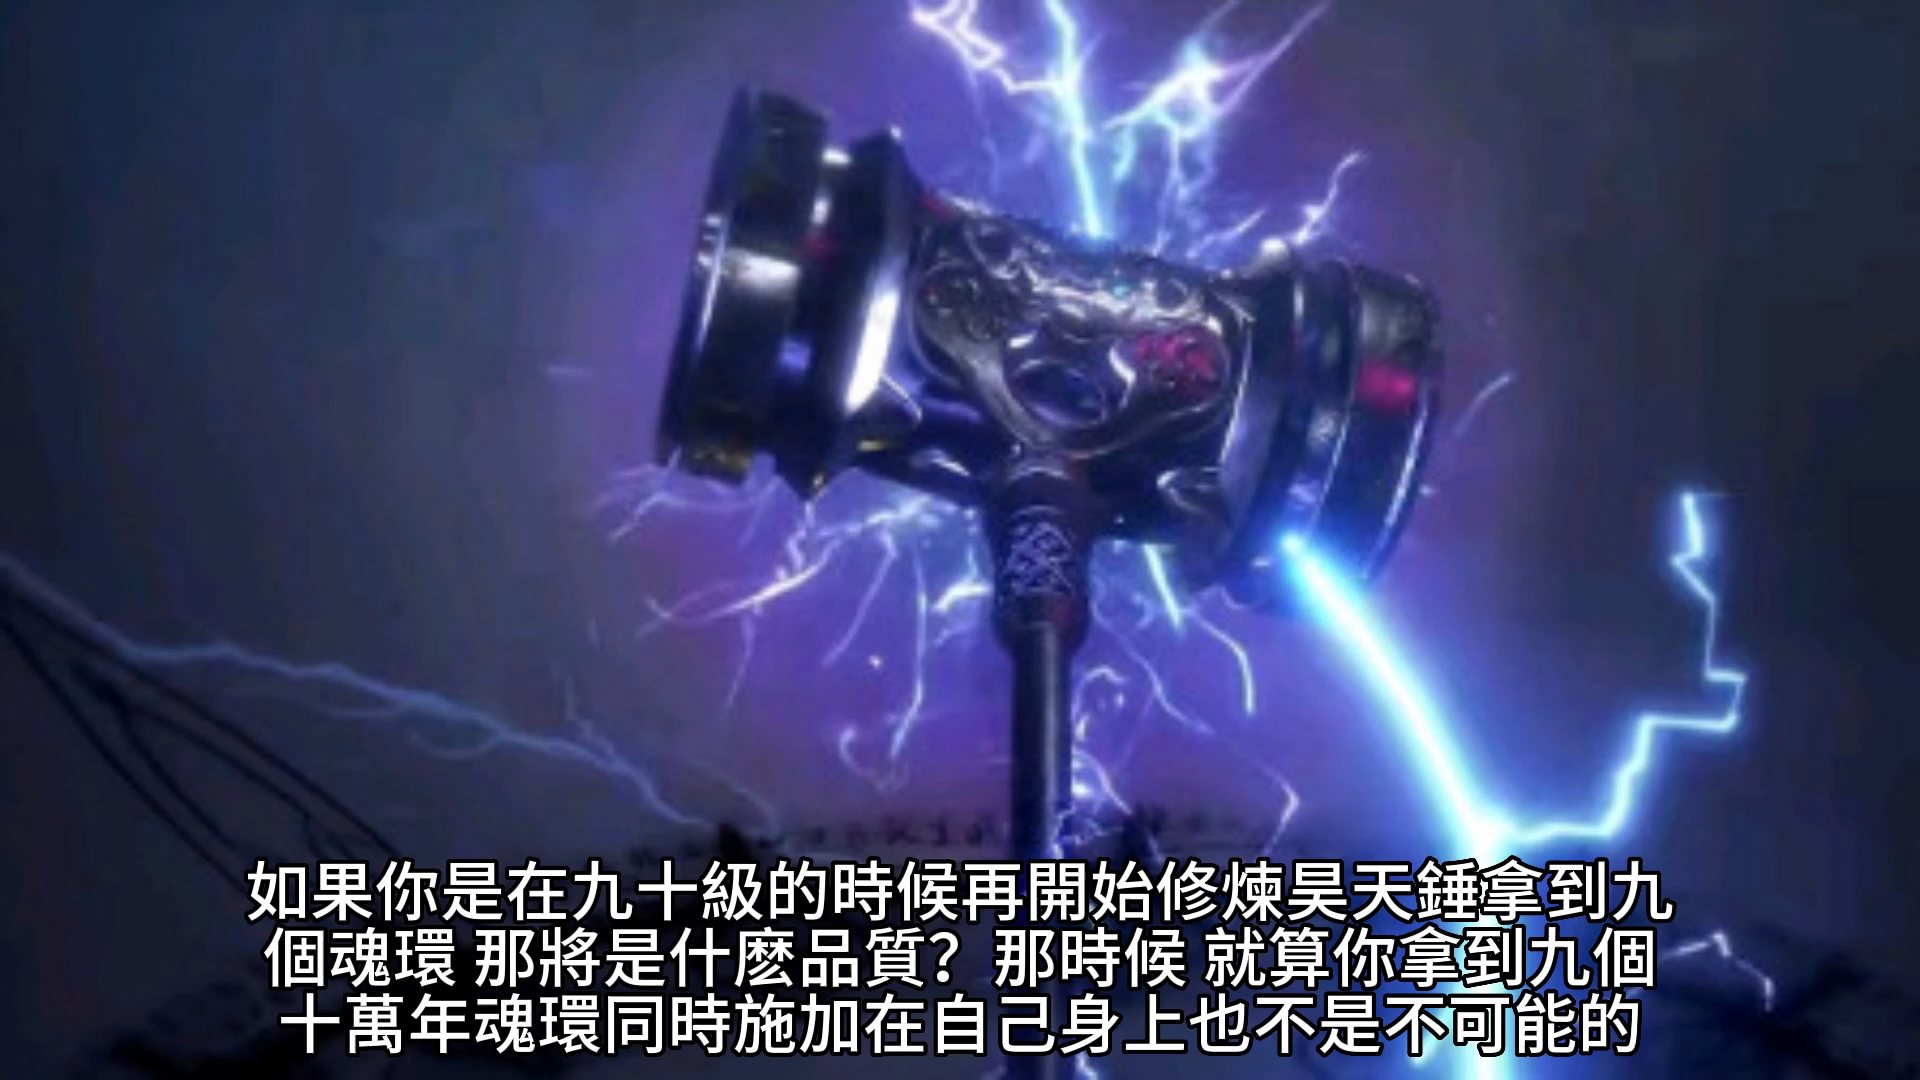 如果你是在九十級的時候再開始修煉昊天錘拿到九
個魂環 那將是什麽品質？ 那時候 就算你拿到九個
十萬年魂環同時施加在自己身上也不是不可能的